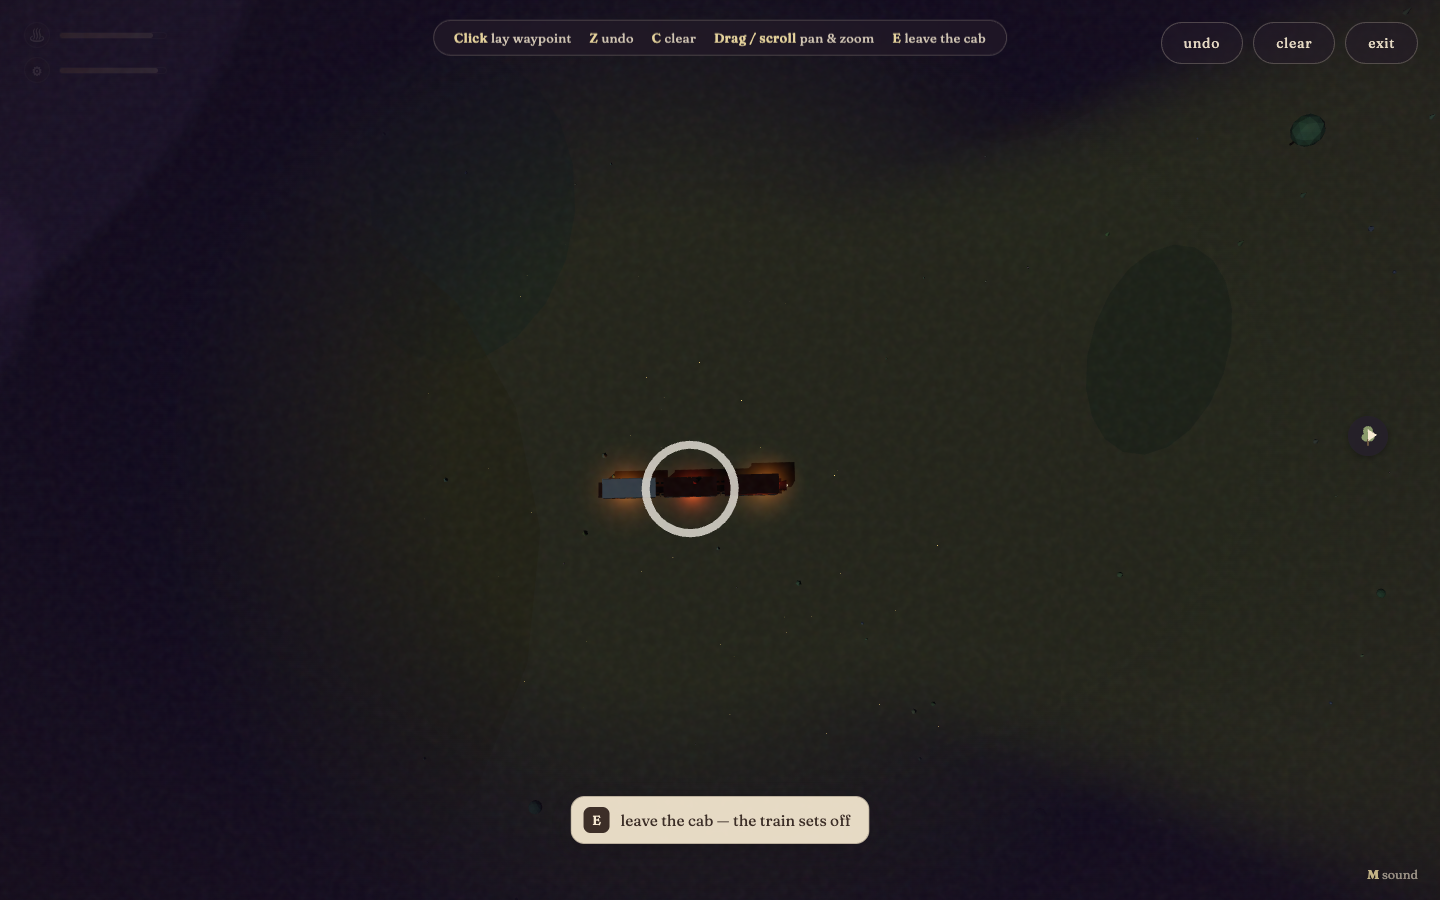 Click lay waypoint Z undo C clear Drag / scroll pan & zoom E leave the cab
undo clear exit
E leave the cab — the train sets off
M sound